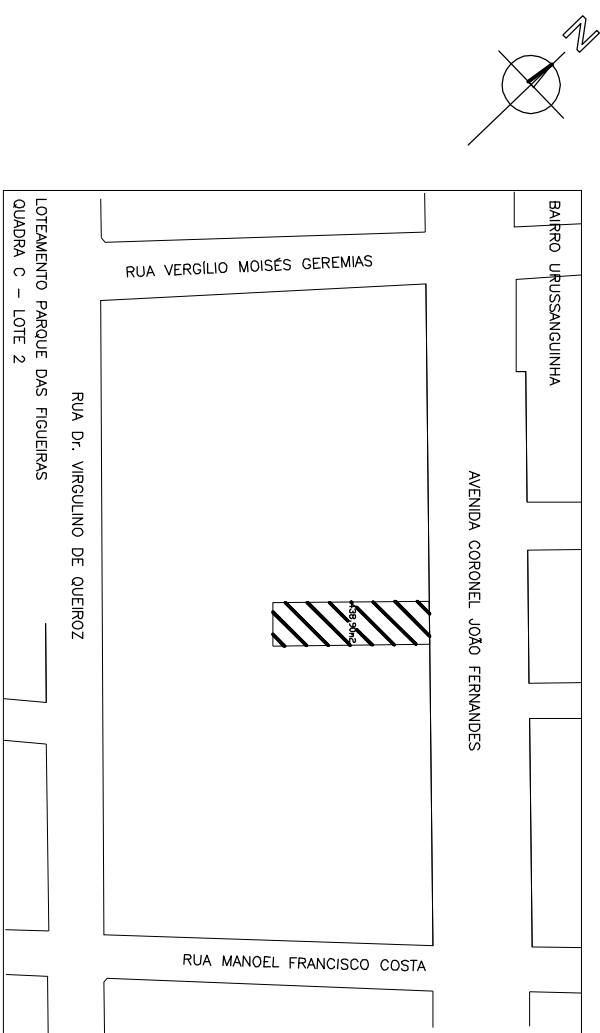 N
BAIRRO URUSSANGUINHA
LOTEAMENTO PARQUE DAS FIGUEIRAS
QUADRA C – LOTE 2
RUA VERGÍLIO MOISÉS GEREMIAS
RUA Dr. VIRGULINO DE QUEIROZ
AVENIDA CORONEL JOÃO FERNANDES
RUA MANOEL FRANCISCO COSTA